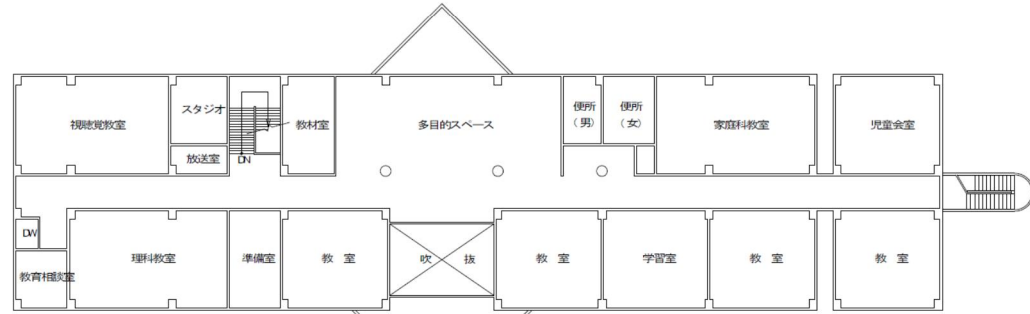 視聴覚教室
スタジオ
放送室
DN
教材室
多目的スペース
便所
(男)
便所
(女)
家庭科教室
児童会室
DW
教育相談室
理科教室
準備室
教 室
吹 抜
教 室
学習室
教 室
教 室